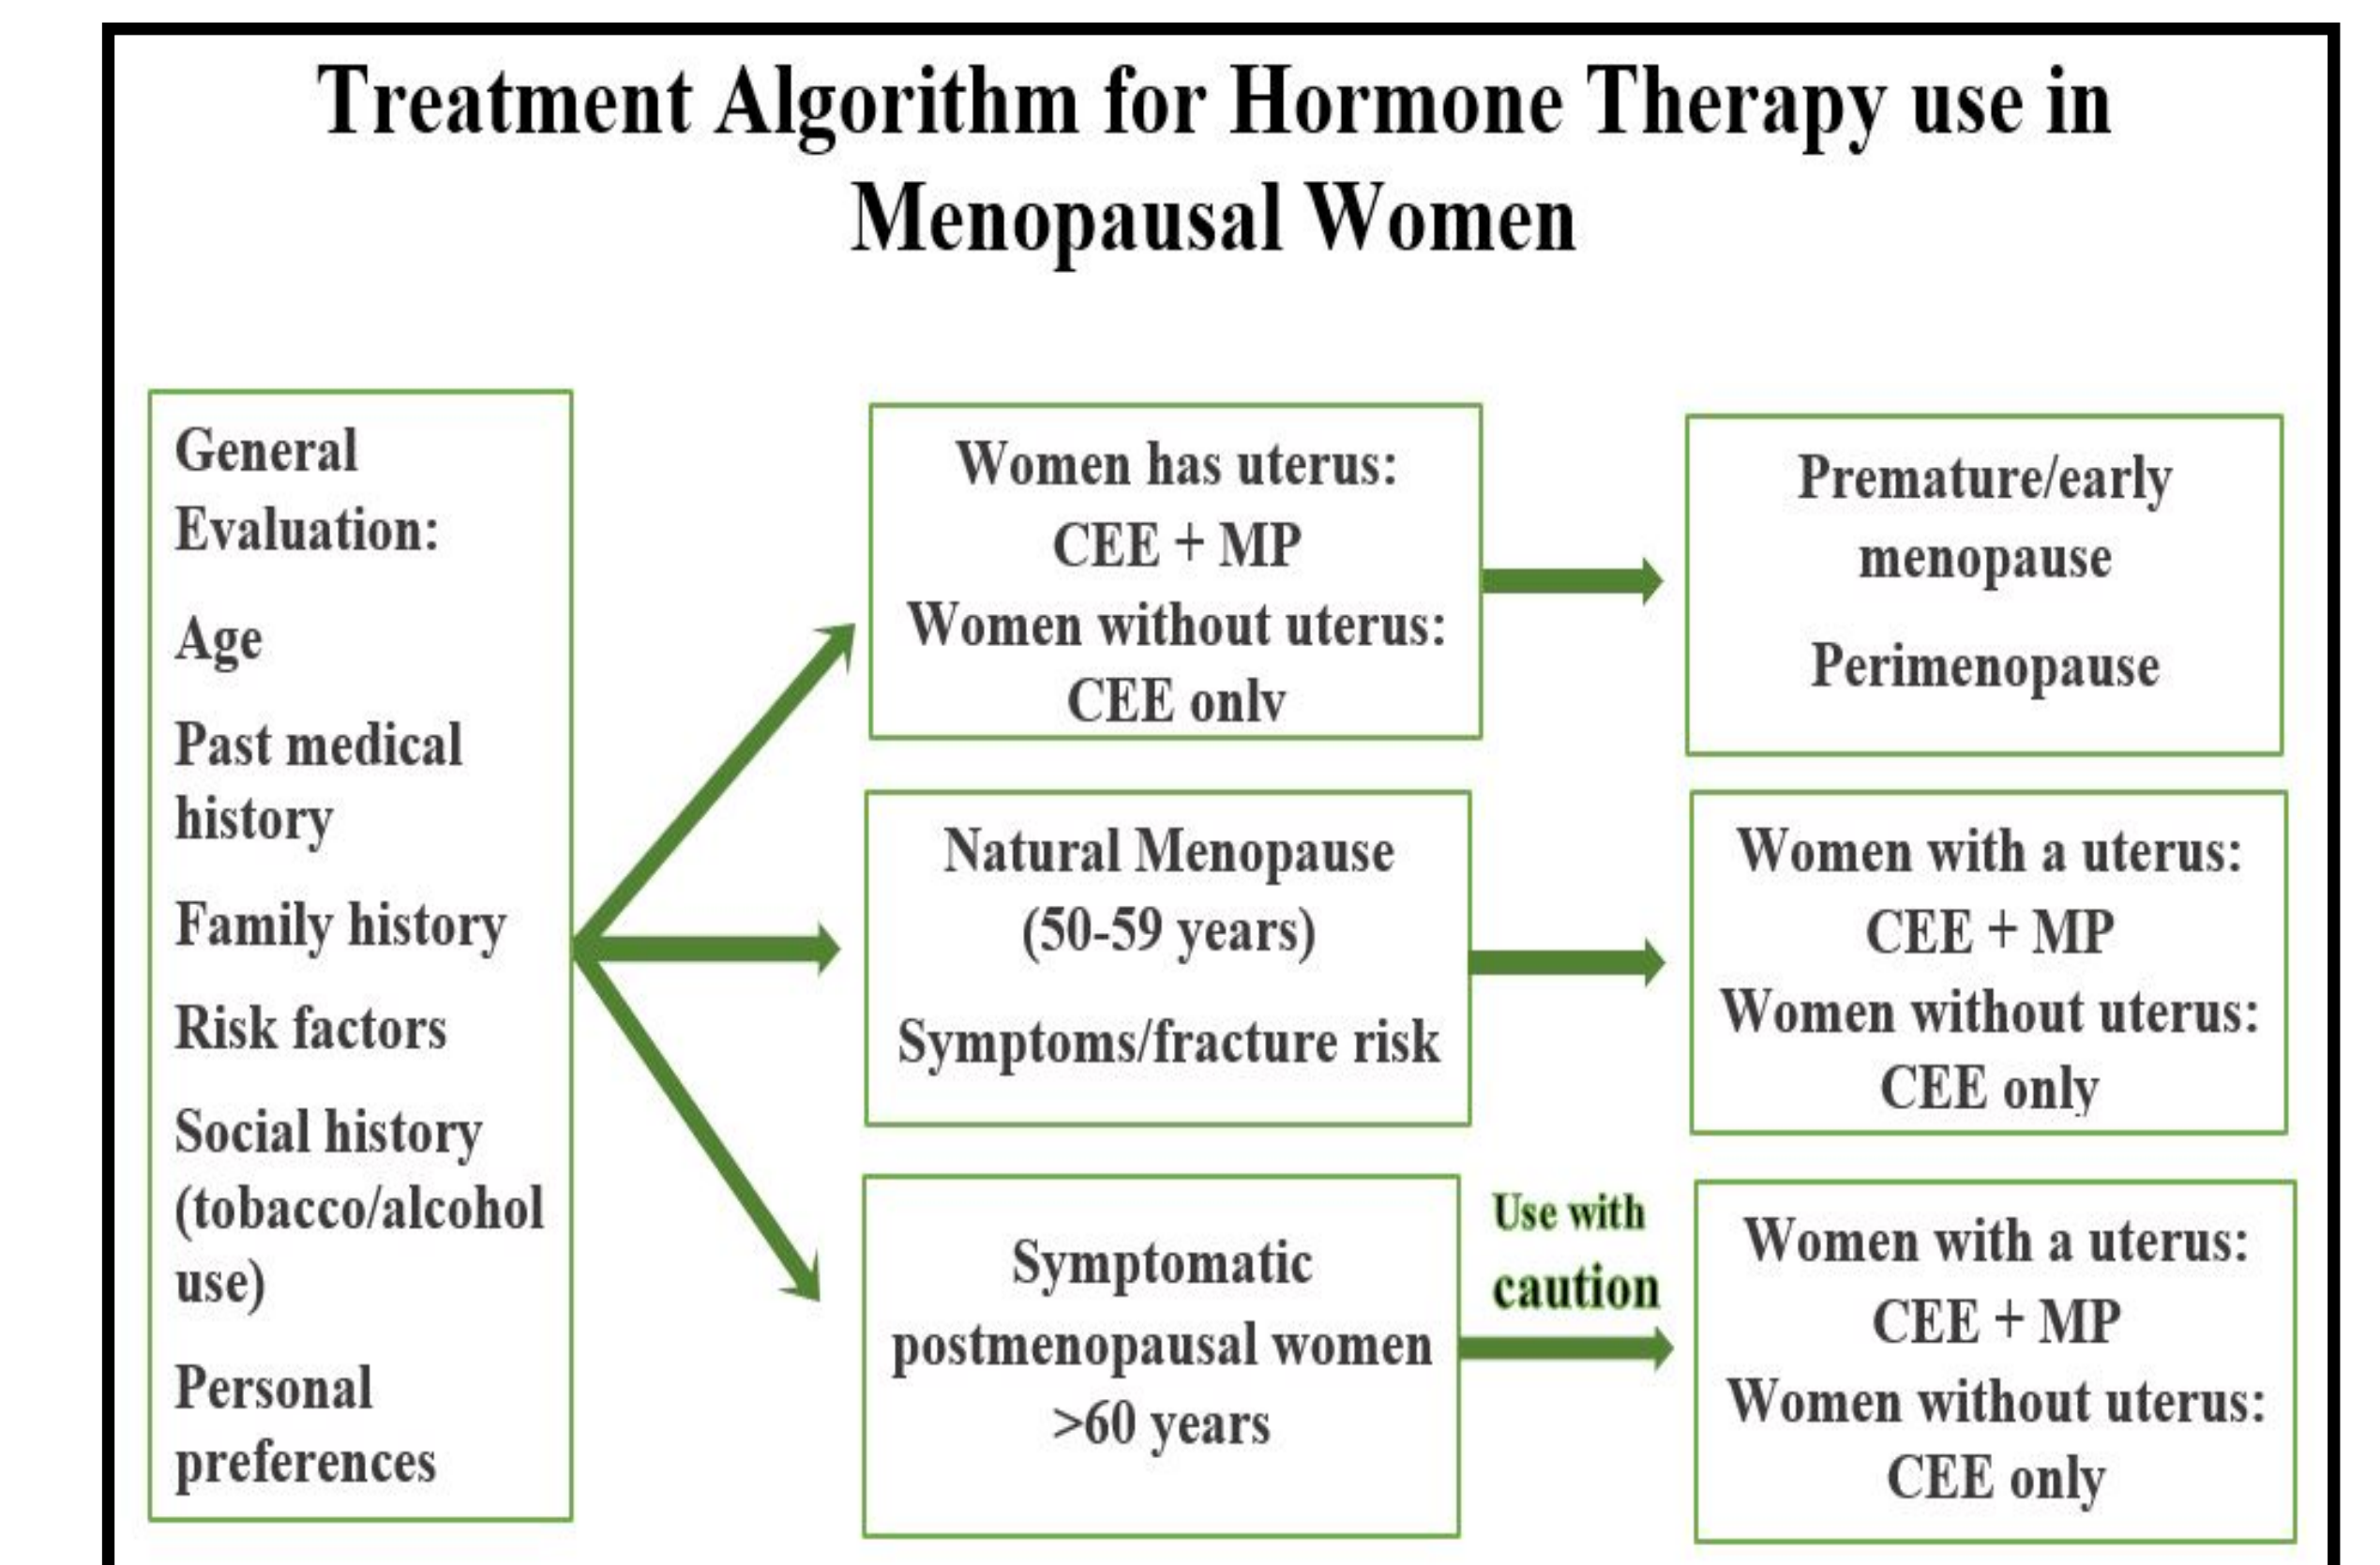 Treatment Algorithm for Hormone Therapy use in
Menopausal Women
General
Evaluation:
Age
Past medical
history
Family history
Risk factors
Social history
(tobacco/alcohol
use)
Personal
preferences
Women has uterus:
CEE + MP
Women without uterus:
CEE only
Premature/early
menopause
Perimenopause
Natural Menopause
(50-59 years)
Symptoms/fracture risk
Women with a uterus:
CEE + MP
Women without uterus:
CEE only
Symptomatic
postmenopausal women
>60 years
Use with
caution
Women with a uterus:
CEE + MP
Women without uterus:
CEE only